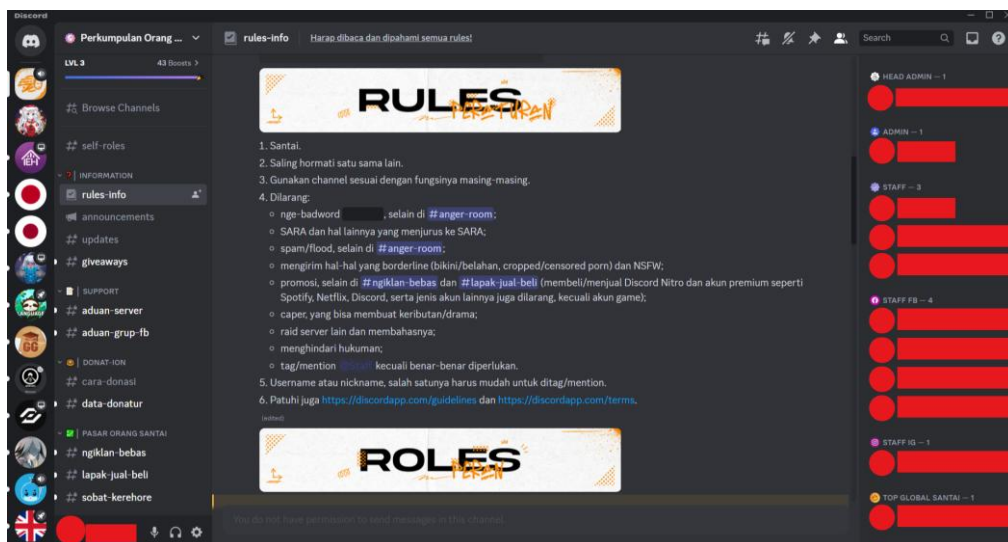 Discord
Perkumpulan Orang ...
LVL 3
43 Boosts
Browse Channels
self-roles
INFORMATION
rules-info
announcements
updates
giveaways
SUPPORT
aduan-server
aduan-grup-fb
DONAT-ION
cara-donasi
data-donatur
PASAR ORANG SANTAI
ngiklan-bebas
lapak-jual-beli
sobat-kerehore
rules-info
Harap dibaca dan dipahami semua rules!
Search
RULES
PERATURAN
1. Santai.
2. Saling hormati satu sama lain.
3. Gunakan channel sesuai dengan fungsinya masing-masing.
4. Dilarang:
nge-badword , selain di #anger-room;
SARA dan hal lainnya yang menjurus ke SARA;
spam/flood, selain di #anger-room;
mengirim hal-hal yang borderline (bikini/belahan, cropped/censored porn) dan NSFW;
promosi, selain di #ngiklan-bebas dan #lapak-jual-beli (membeli/menjual Discord Nitro dan akun premium seperti
Spotify, Netflix, Discord, serta jenis akun lainnya juga dilarang, kecuali akun game);
caper, yang bisa membuat keributan/drama;
raid server lain dan membahasnya;
menghindari hukuman;
tag/mention @Staff kecuali benar-benar diperlukan.
5. Username atau nickname, salah satunya harus mudah untuk ditag/mention.
6. Patuhi juga https://discordapp.com/guidelines dan https://discordapp.com/terms.
(edited)
ROLES
PERAN
You do not have permission to send messages in this channel.
HEAD ADMIN — 1
ADMIN — 1
STAFF — 3
STAFF FB — 4
STAFF IG — 1
TOP GLOBAL SANTAI — 1